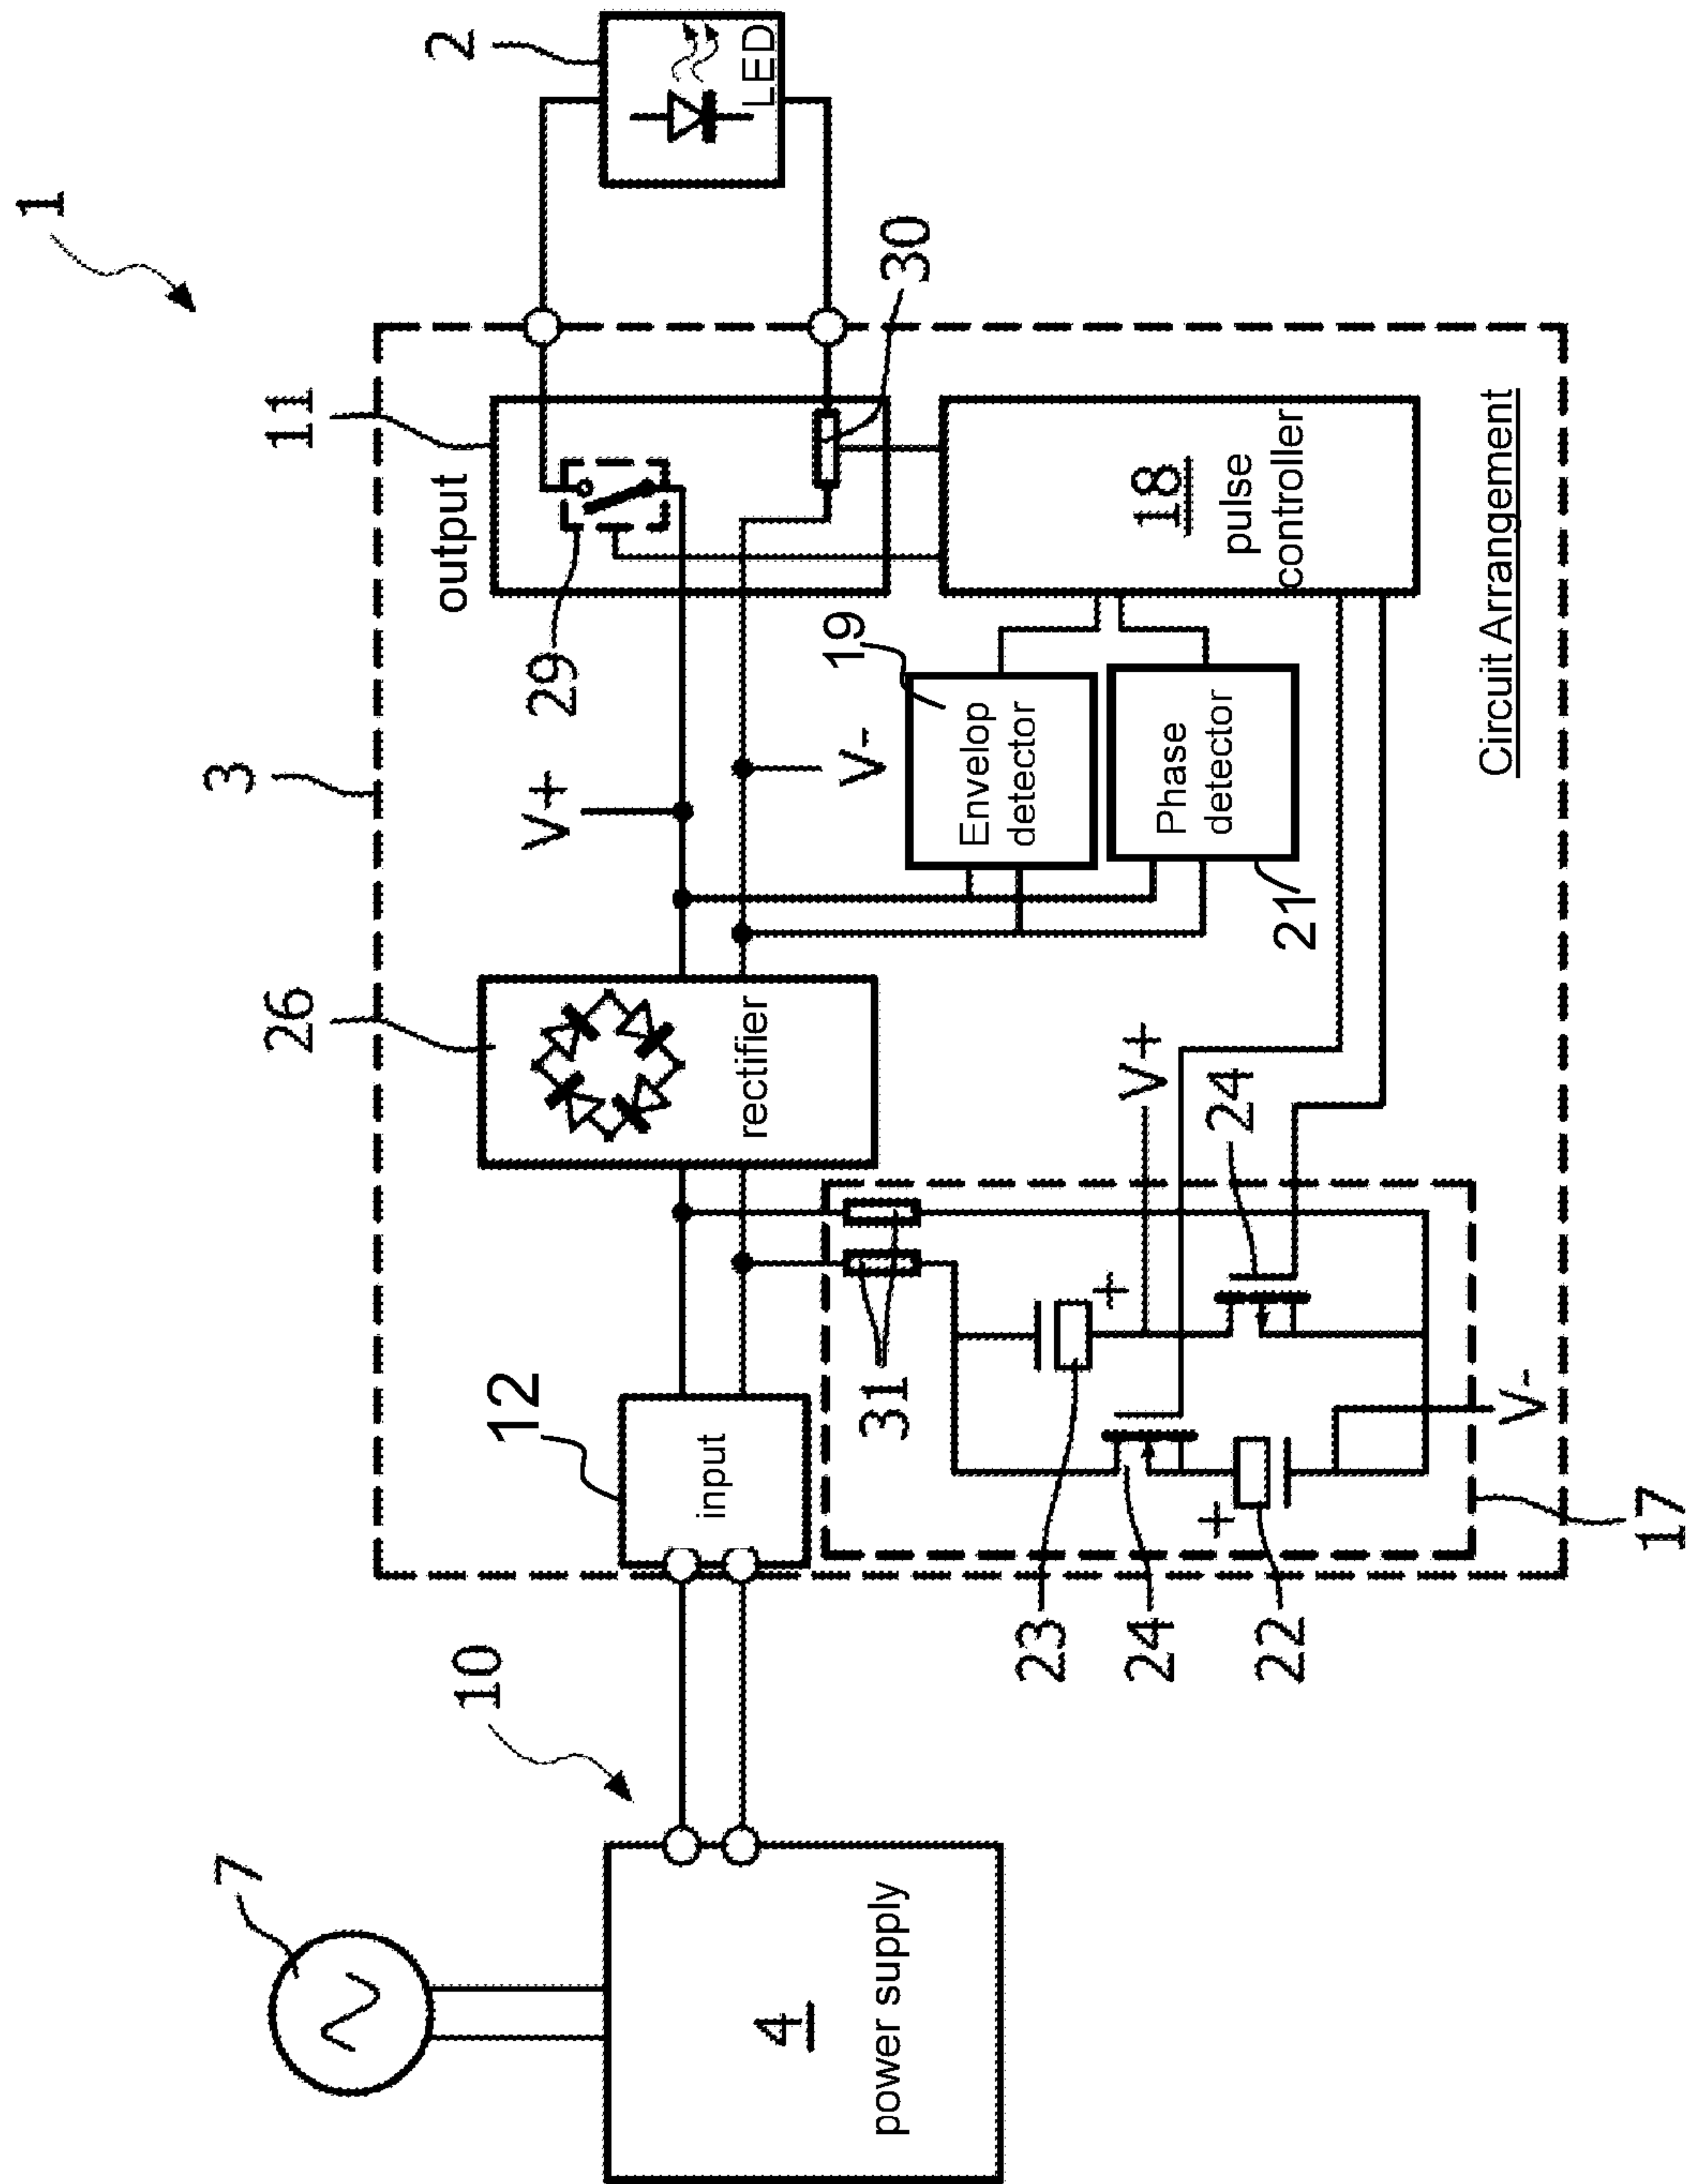 1
3
2
LED
11
output
29
30
V+
V-
26
rectifier
19
Envelop
detector
Phase
detector
21
18
pulse
controller
Circuit Arrangement
12
input
31
V+
24
+
23
24
+
22
V-
17
10
7
4
power supply